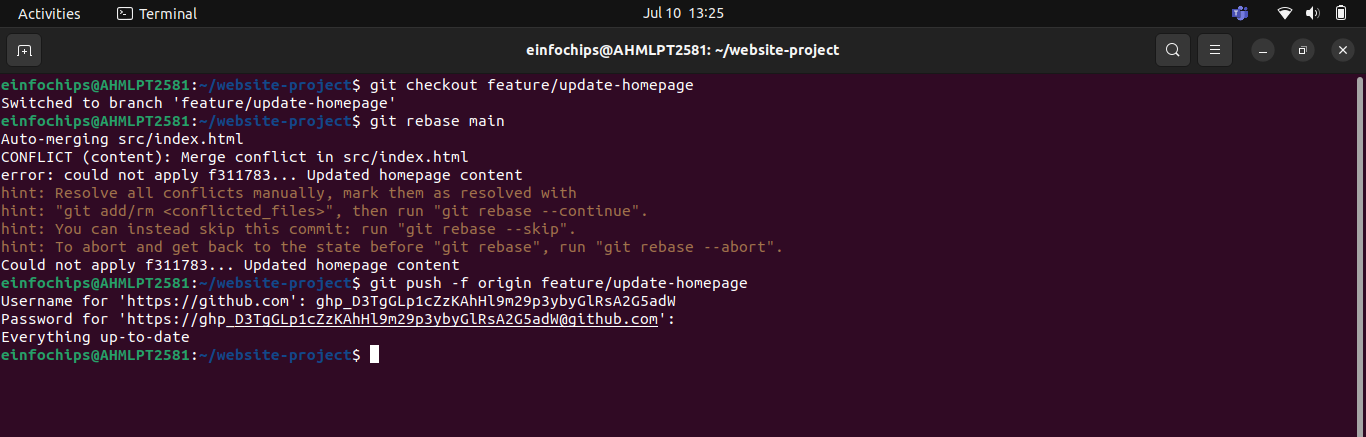 Activities Terminal Jul 10 13:25
einfochips@AHMLPT2581: ~/website-project
einfochips@AHMLPT2581:~/website-project$ git checkout feature/update-homepage
Switched to branch 'feature/update-homepage'
einfochips@AHMLPT2581:~/website-project$ git rebase main
Auto-merging src/index.html
CONFLICT (content): Merge conflict in src/index.html
error: could not apply f311783... Updated homepage content
hint: Resolve all conflicts manually, mark them as resolved with
hint: "git add/rm <conflicted_files>", then run "git rebase --continue".
hint: You can instead skip this commit: run "git rebase --skip".
hint: To abort and get back to the state before "git rebase", run "git rebase --abort".
Could not apply f311783... Updated homepage content
einfochips@AHMLPT2581:~/website-project$ git push -f origin feature/update-homepage
Username for 'https://github.com': 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
Password for 'https://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@github.com':
Everything up-to-date
einfochips@AHMLPT2581:~/website-project$